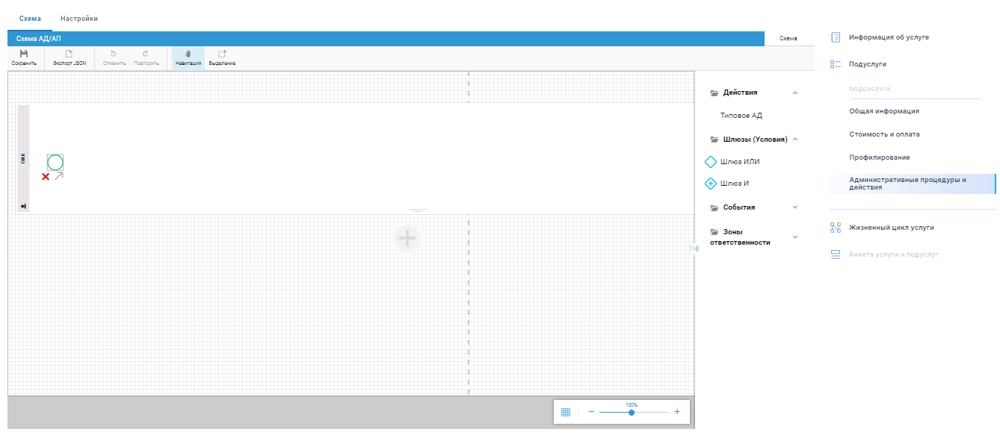 Схема
Настройки
Схема АД/АП
Схема
Сохранить
Экспорт JSON
Отменить
Повторить
Навигация
Выделение
ОИВ
Действия
Типовое АД
Шлюзы (Условия)
Шлюз ИЛИ
Шлюз И
События
Зоны
ответственности
100%
Информация об услуге
Подуслуги
ПОДСУСЛУГА
Общая информация
Стоимость и оплата
Профилирование
Административные процедуры и
действия
Жизненный цикл услуги
Анкета услуги и подуслуг